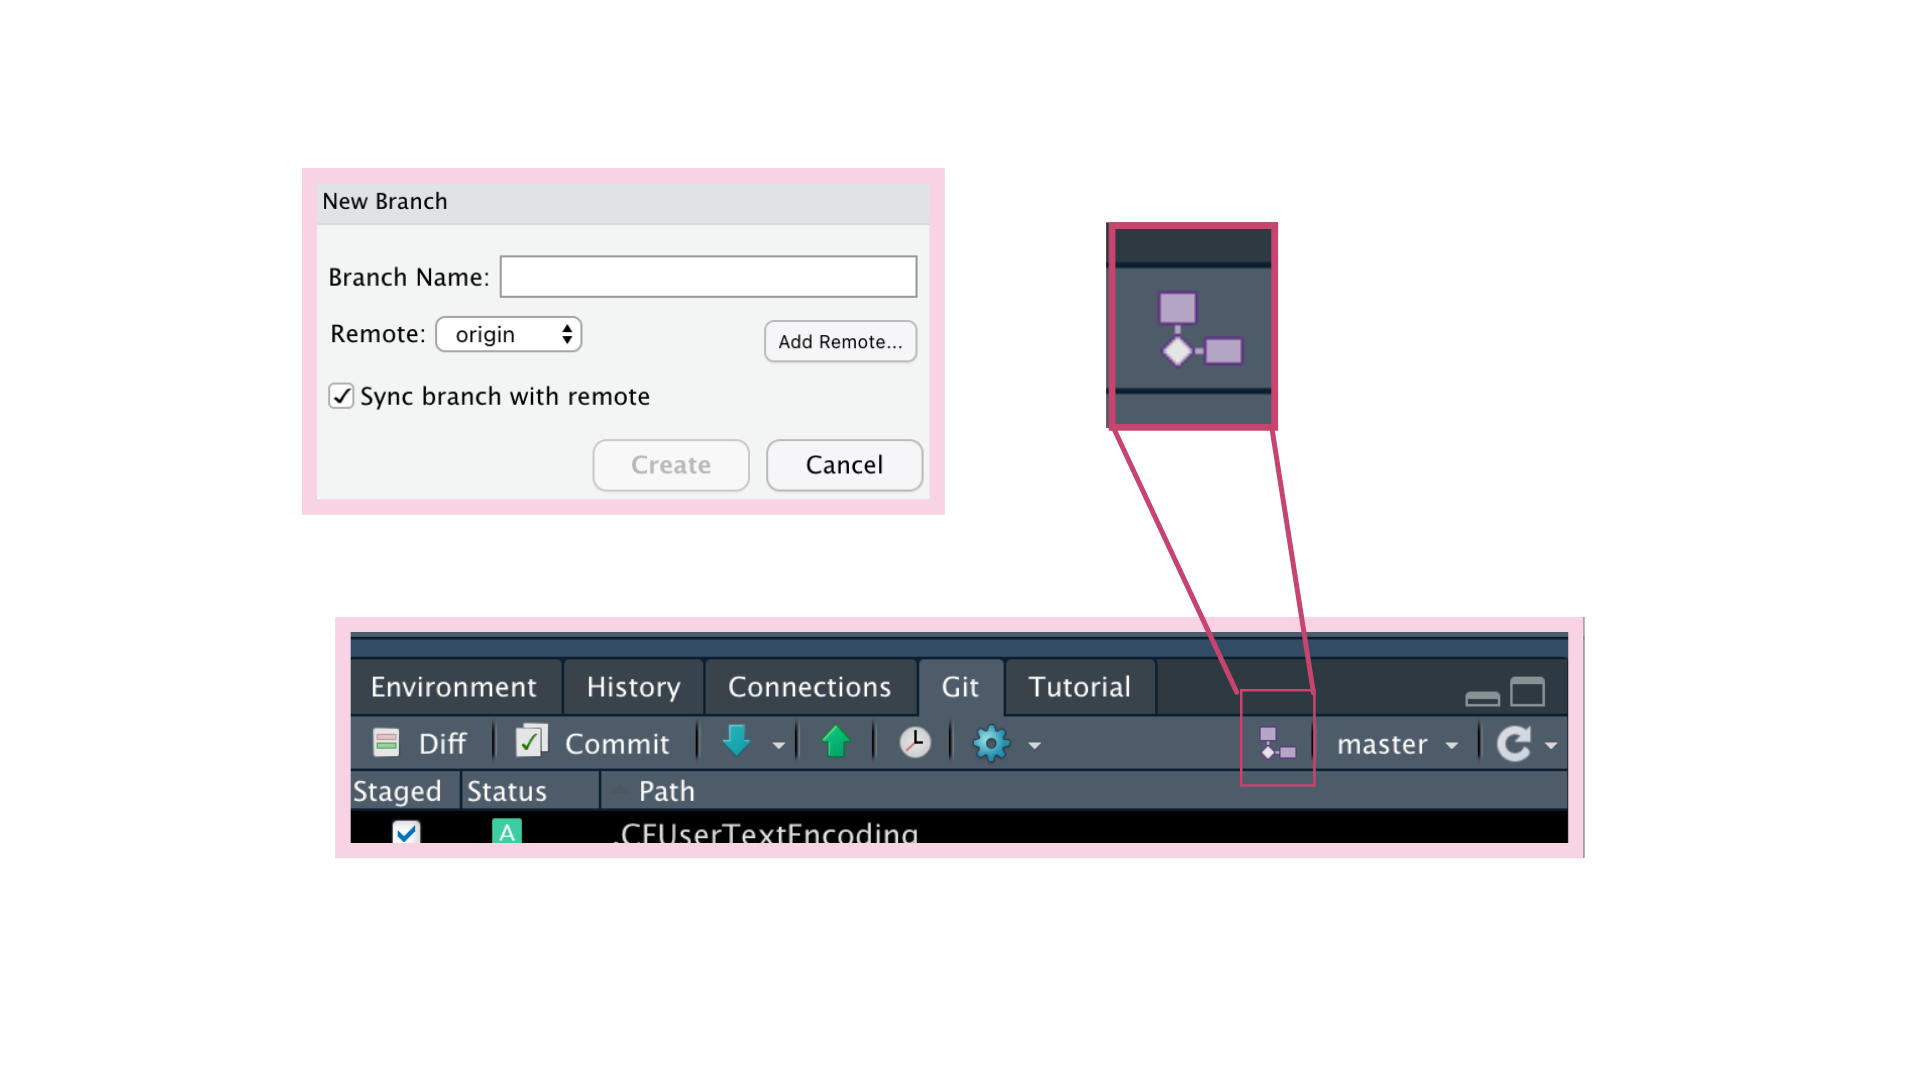 New Branch
Branch Name:
Remote: origin Add Remote...
Sync branch with remote
Create Cancel
Environment History Connections Git Tutorial
Diff Commit master
Staged Status Path
A .CFUserTextEncoding